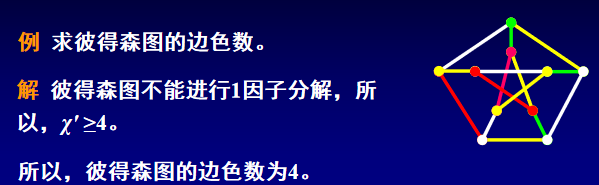 例 求彼得森图的边色数。
解 彼得森图不能进行1因子分解，所
以，χ′ ≥4。
所以，彼得森图的边色数为4。